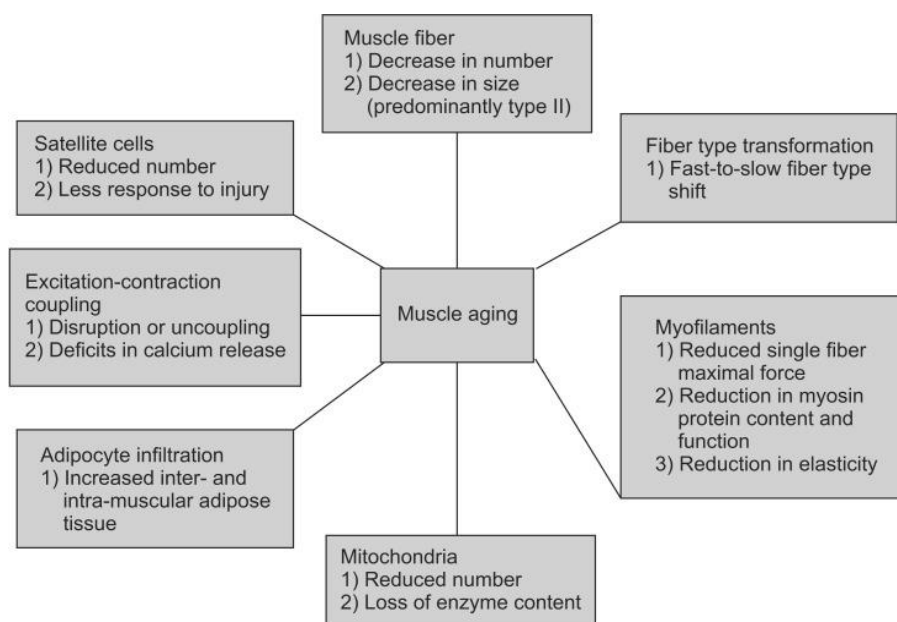 Muscle fiber
1) Decrease in number
2) Decrease in size
(predominantly type II)
Satellite cells
1) Reduced number
2) Less response to injury
Fiber type transformation
1) Fast-to-slow fiber type
shift
Excitation-contraction
coupling
1) Disruption or uncoupling
2) Deficits in calcium release
Muscle aging
Myofilaments
1) Reduced single fiber
maximal force
2) Reduction in myosin
protein content and
function
3) Reduction in elasticity
Adipocyte infiltration
1) Increased inter- and
intra-muscular adipose
tissue
Mitochondria
1) Reduced number
2) Loss of enzyme content